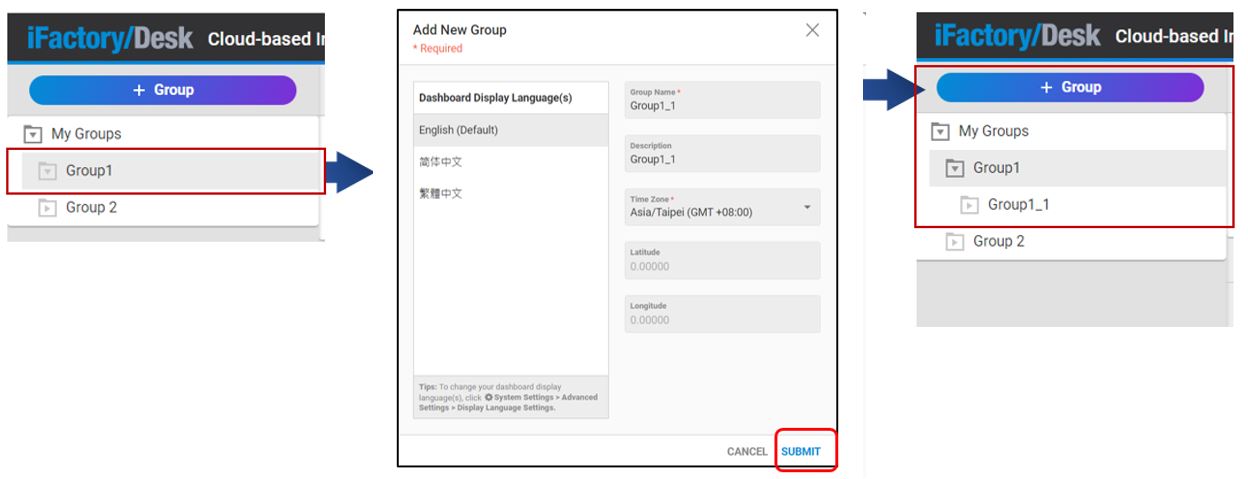 iFactory/Desk Cloud-based I
+ Group
My Groups
Group1
Group 2
Add New Group
* Required
Dashboard Display Language(s)
English (Default)
简体中文
繁體中文
Tips: To change your dashboard display
language(s), click System Settings > Advanced
Settings > Display Language Settings.
Group Name *
Group1_1
Description
Group1_1
Time Zone *
Asia/Taipei (GMT +08:00)
Latitude
0.00000
Longitude
0.00000
CANCEL SUBMIT
iFactory/Desk Cloud-based I
+ Group
My Groups
Group1
Group1_1
Group 2